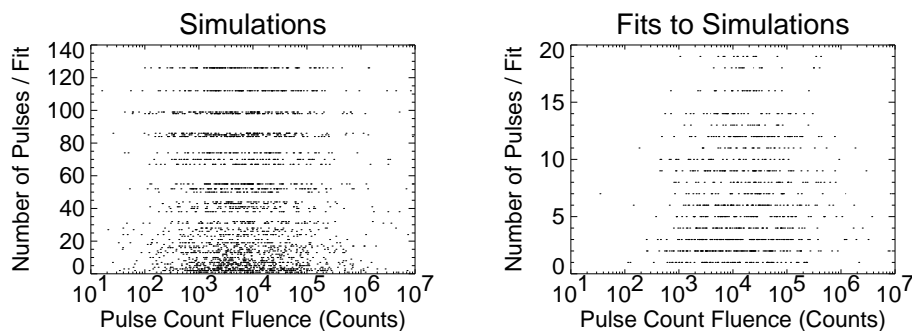 Simulations
Number of Pulses / Fit
140
120
100
80
60
40
20
0
10^1 10^2 10^3 10^4 10^5 10^6 10^7
Pulse Count Fluence (Counts)
Fits to Simulations
Number of Pulses / Fit
20
15
10
5
0
10^1 10^2 10^3 10^4 10^5 10^6 10^7
Pulse Count Fluence (Counts)